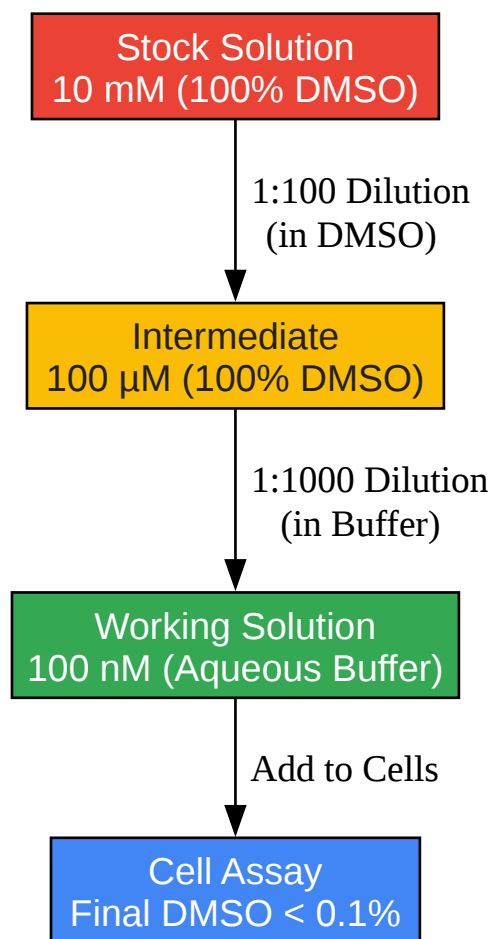 Stock Solution
10 mM (100% DMSO)
1:100 Dilution
(in DMSO)
Intermediate
100 µM (100% DMSO)
1:1000 Dilution
(in Buffer)
Working Solution
100 nM (Aqueous Buffer)
Add to Cells
Cell Assay
Final DMSO < 0.1%